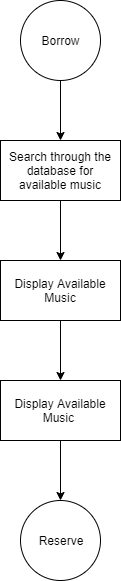 Borrow
Search through the
database for
available music
Display Available
Music
Display Available
Music
Reserve